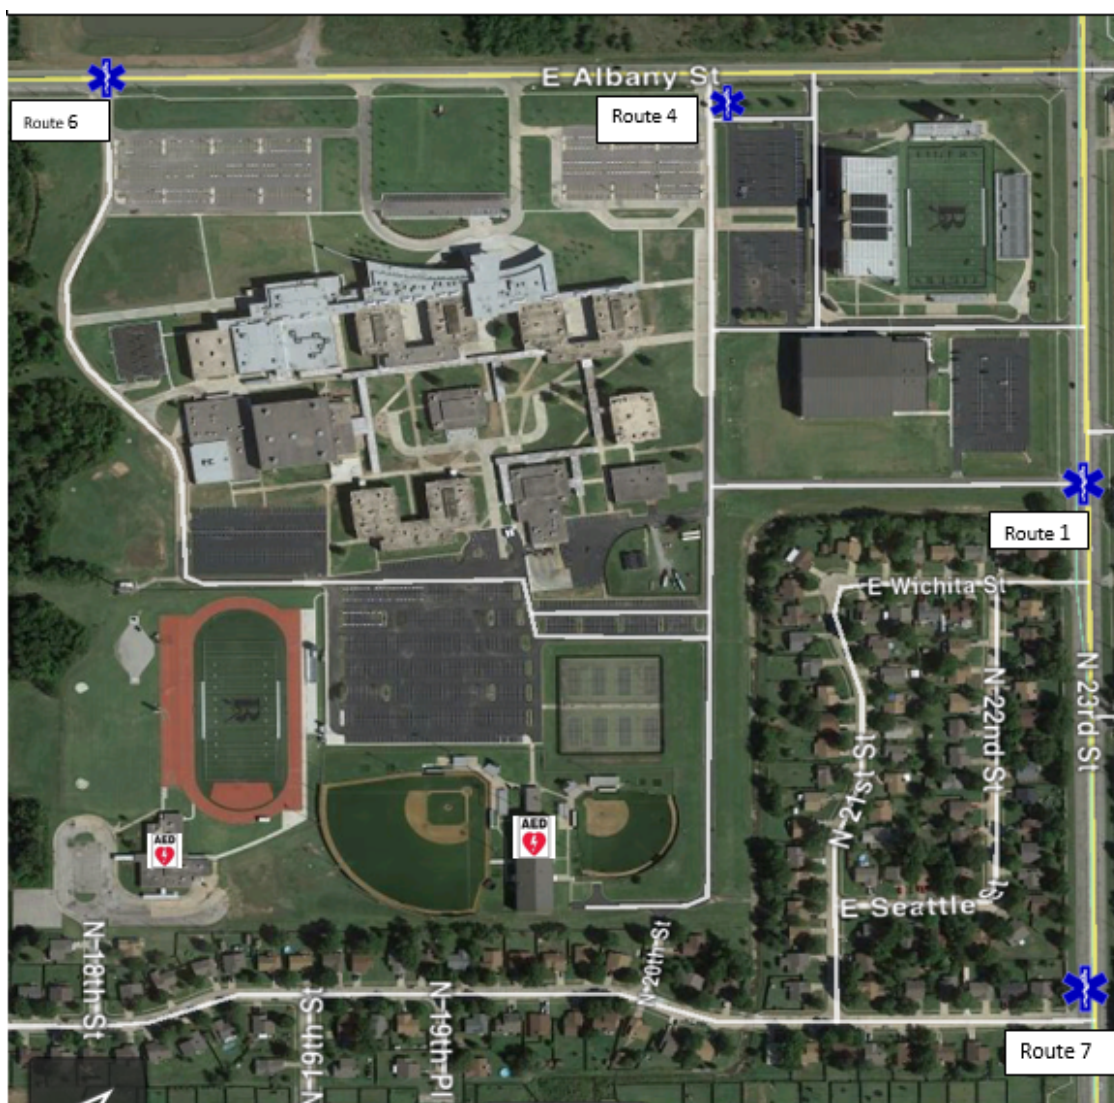 E Albany St
Route 6
Route 4
Route 1
E Wichita St
N 23rd St
N 22nd St
N 21st St
AED
AED
E Seattle
N 20th St
N 18th St
N 19th St
N 19th Pl
Route 7